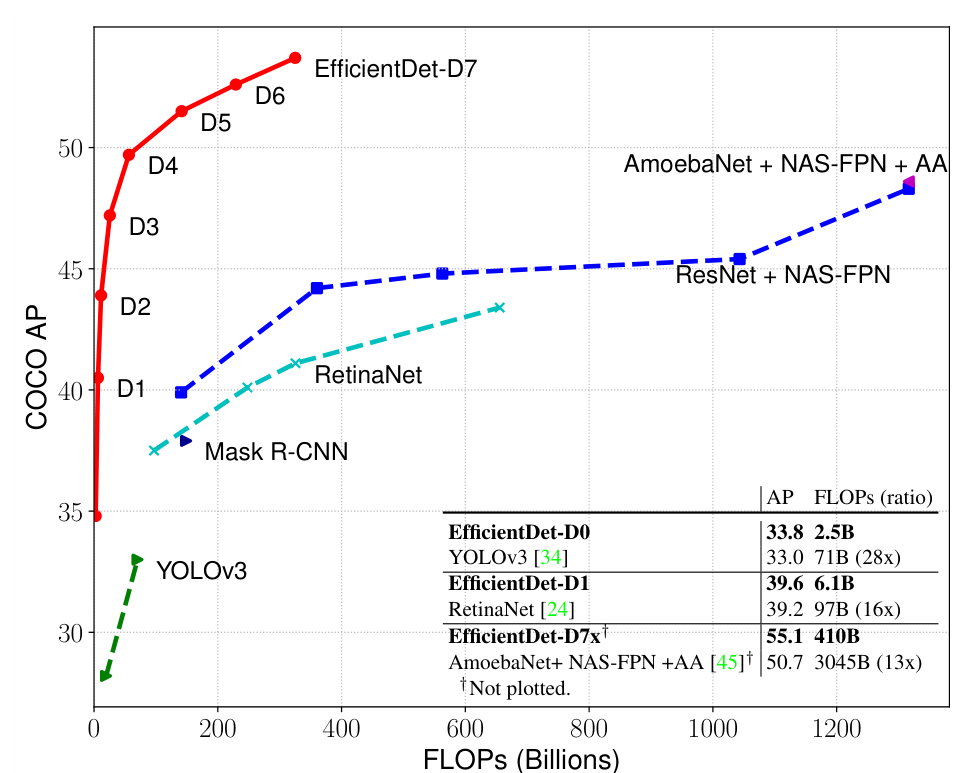 COCO AP
50
45
40
35
30
EfficientDet-D7
D6
D5
D4
D3
D2
D1
AmoebaNet + NAS-FPN + AA
ResNet + NAS-FPN
RetinaNet
Mask R-CNN
YOLOv3
AP FLOPs (ratio)
EfficientDet-D0 33.8 2.5B
YOLOv3 [34] 33.0 71B (28x)
EfficientDet-D1 39.6 6.1B
RetinaNet [24] 39.2 97B (16x)
EfficientDet-D7x† 55.1 410B
AmoebaNet+ NAS-FPN +AA [45]† 50.7 3045B (13x)
†Not plotted.
0 200 400 600 800 1000 1200
FLOPs (Billions)